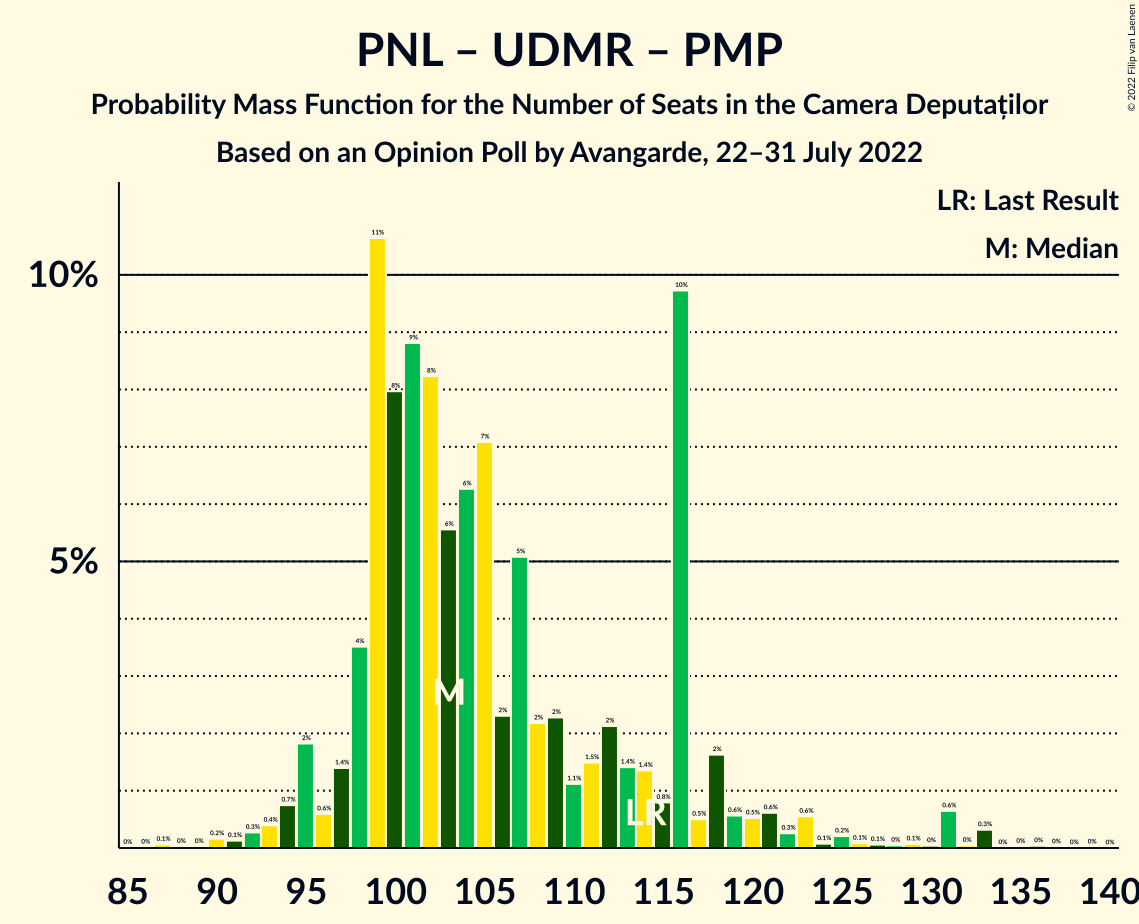 PNL – UDMR – PMP
Probability Mass Function for the Number of Seats in the Camera Deputaților
Based on an Opinion Poll by Avangarde, 22–31 July 2022
© 2022 Filip van Laenen
LR: Last Result
M: Median
10%
5%
0% 0% 0.1% 0% 0% 0.2% 0.1% 0.3% 0.4% 0.7% 2% 0.6% 1.4% 4% 11% 8% 9% 8% 6% 6% 7% 2% 5% 2% 2% 1.1% 1.5% 2% 1.4% 1.4% 0.8% 10% 0.5% 2% 0.6% 0.5% 0.6% 0.3% 0.6% 0.1% 0.2% 0.1% 0.1% 0% 0.1% 0% 0.6% 0% 0.3% 0% 0% 0% 0% 0% 0% 0%
M
LR
85 90 95 100 105 110 115 120 125 130 135 140